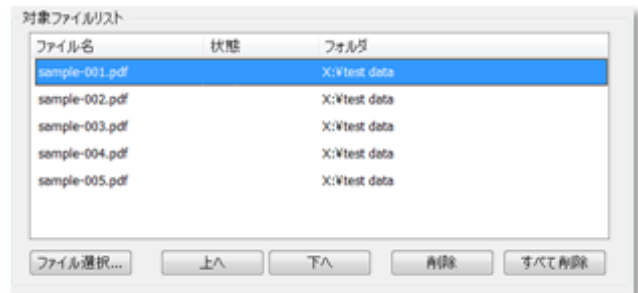 対象ファイルリスト
ファイル名 状態 フォルダ
sample-001.pdf X:¥test data
sample-002.pdf X:¥test data
sample-003.pdf X:¥test data
sample-004.pdf X:¥test data
sample-005.pdf X:¥test data
ファイル選択... 上へ 下へ 削除 すべて削除